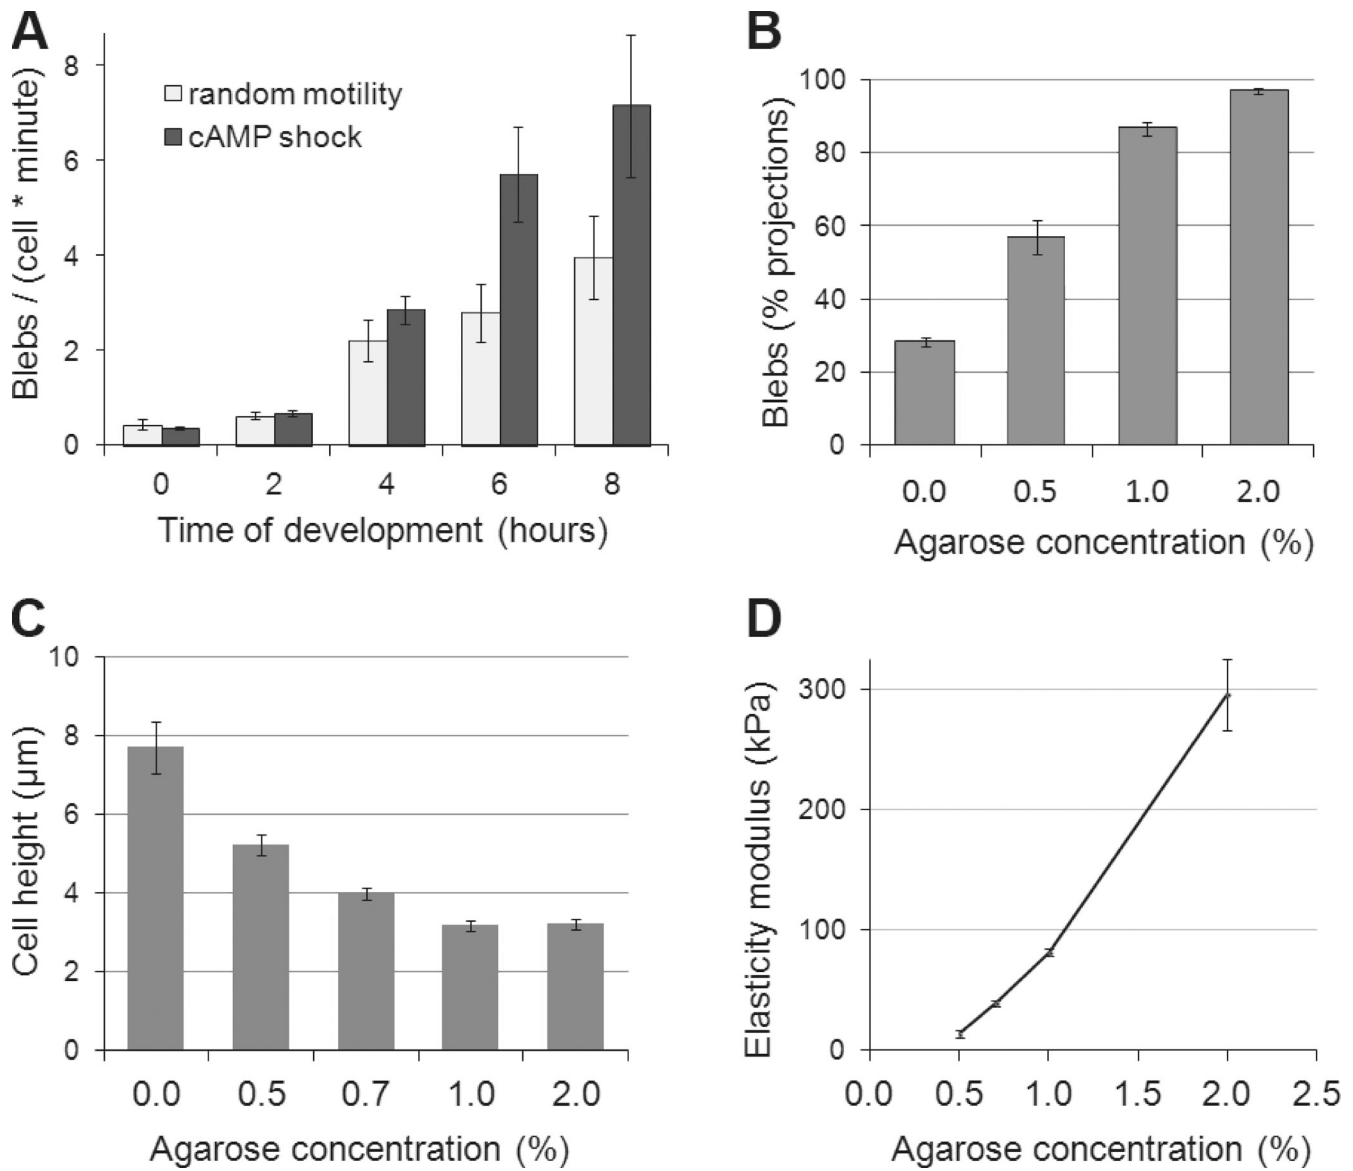 A
Blebs / (cell * minute)
8
6
4
2
0
random motility
cAMP shock
0 2 4 6 8
Time of development (hours)
B
Blebs (% projections)
100
80
60
40
20
0
0.0 0.5 1.0 2.0
Agarose concentration (%)
C
Cell height (µm)
10
8
6
4
2
0
0.0 0.5 0.7 1.0 2.0
Agarose concentration (%)
D
Elasticity modulus (kPa)
300
200
100
0
0.0 0.5 1.0 1.5 2.0 2.5
Agarose concentration (%)